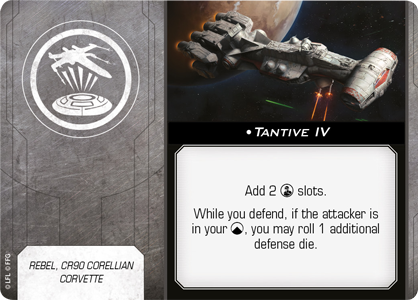 • TANTIVE IV
Add 2 slots.
While you defend, if the attacker is
in your , you may roll 1 additional
defense die.
REBEL, CR90 CORELLIAN
CORVETTE
© LFL © FFG